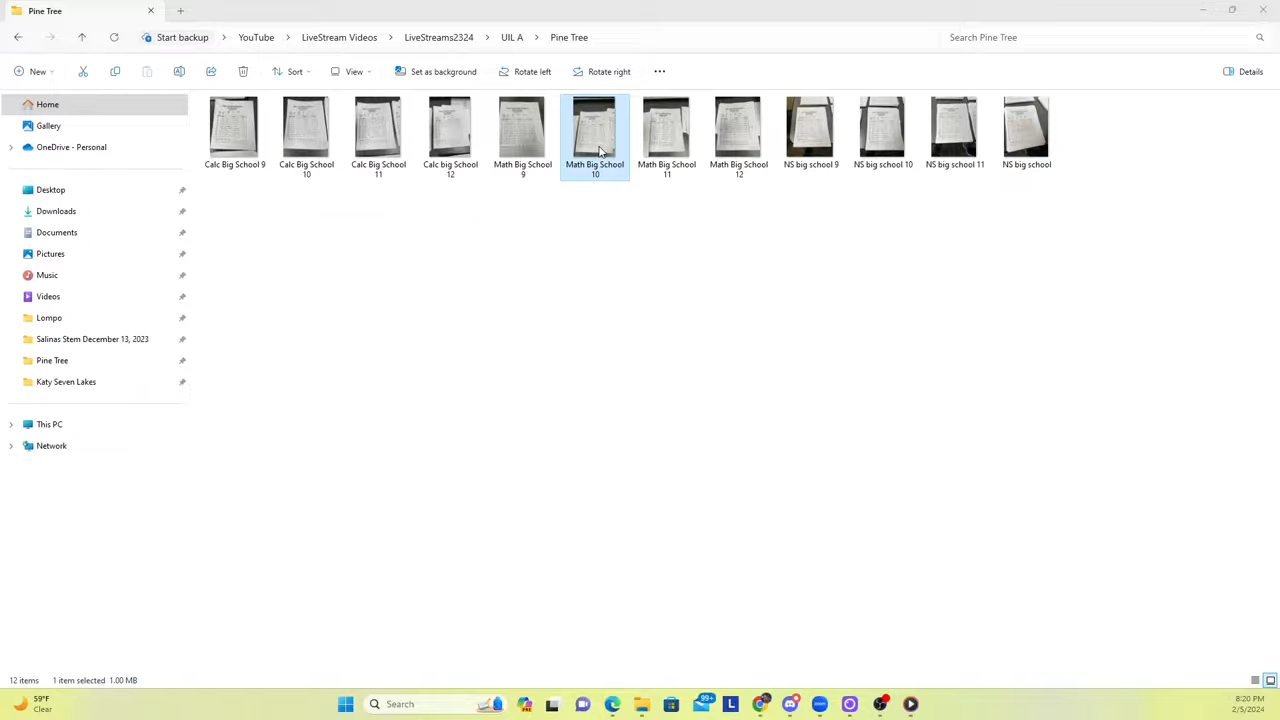 Pine Tree
Start backup > YouTube > LiveStream Videos > LiveStreams2324 > UIL A > Pine Tree
Search Pine Tree
New
Sort
View
Set as background
Rotate left
Rotate right
Details
Home
Gallery
OneDrive - Personal
Desktop
Downloads
Documents
Pictures
Music
Videos
Lompo
Salinas Stem December 13, 2023
Pine Tree
Katy Seven Lakes
This PC
Network
Calc Big School 9
Calc Big School
10
Calc Big School
11
Calc big School
12
Math Big School
9
Math Big School
10
Math Big School
11
Math Big School
12
NS big school 9
NS big school 10
NS big school 11
NS big school
12 items 1 item selected 1.00 MB
59°F
Clear
Search
99+
L
8:20 PM
2/5/2024